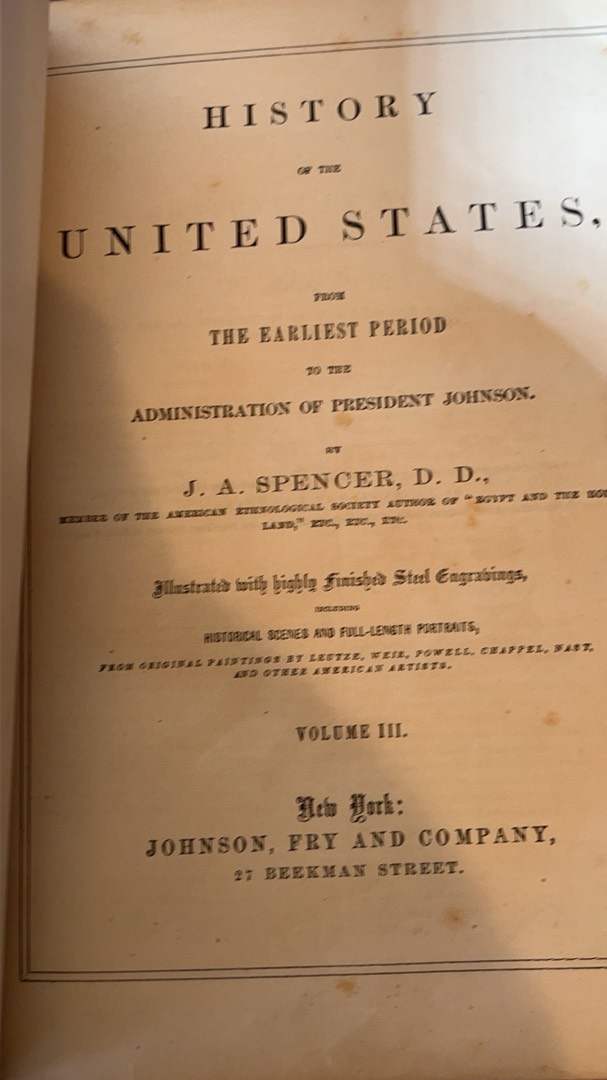 HISTORY
OF THE
UNITED STATES,
FROM
THE EARLIEST PERIOD
TO THE
ADMINISTRATION OF PRESIDENT JOHNSON.
BY
J. A. SPENCER, D. D.,
MEMBER OF THE AMERICAN ETHNOLOGICAL SOCIETY AUTHOR OF "EGYPT AND THE
LAND," ETC., ETC., ETC.
Illustrated with highly Finished Steel Engravings,
INCLUDING
HISTORICAL SCENES AND FULL-LENGTH PORTRAITS,
FROM ORIGINAL PAINTINGS BY LEUTZE, WEIR, POWELL, CHAPPEL, NAST,
AND OTHER AMERICAN ARTISTS.
VOLUME III.
New York:
JOHNSON, FRY AND COMPANY,
27 BEEKMAN STREET.